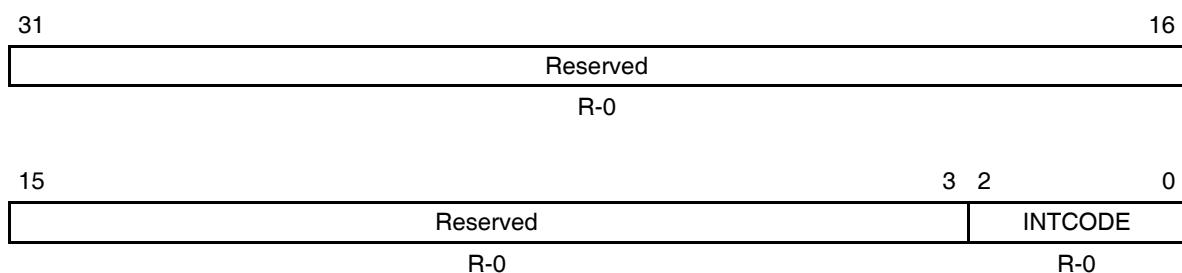 31 16
Reserved
R-0
15 3 2 0
Reserved INTCODE
R-0 R-0